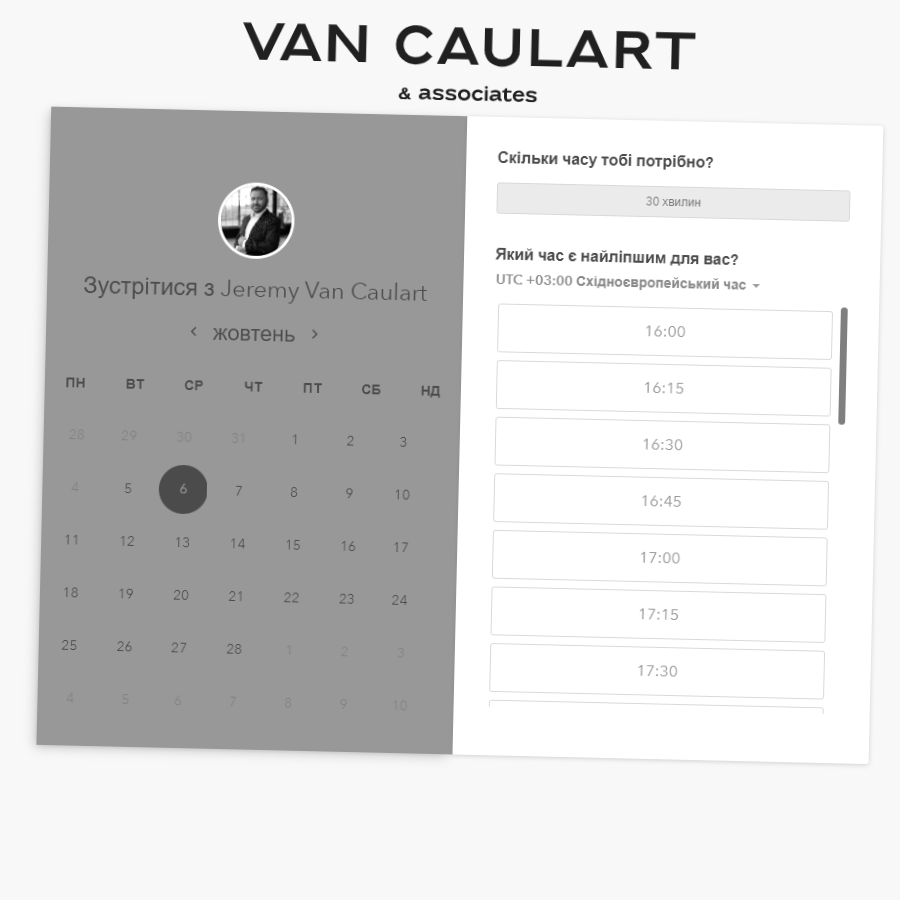 VAN CAULART
& associates
Зустрітися з Jeremy Van Caulart
жовтень
ПН ВТ СР ЧТ ПТ СБ НД
28 29 30 31 1 2 3
4 5 6 7 8 9 10
11 12 13 14 15 16 17
18 19 20 21 22 23 24
25 26 27 28 1 2 3
4 5 6 7 8 9 10
Скільки часу тобі потрібно?
30 хвилин
Який час є найліпшим для вас?
UTC +03:00 Східноєвропейський час
16:00
16:15
16:30
16:45
17:00
17:15
17:30